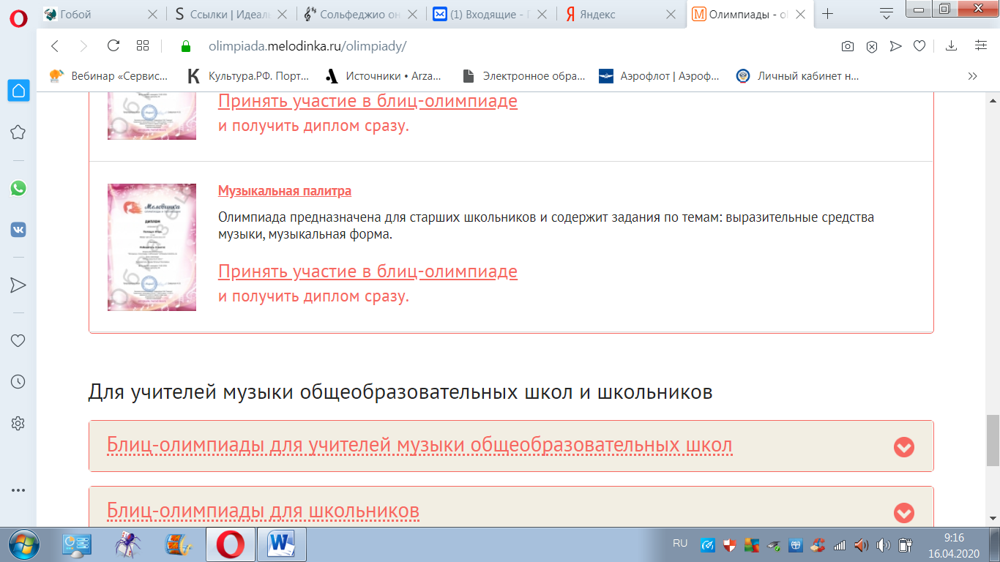 Гобой
Ссылки | Идеаль
Сольфеджио он
(1) Входящие - П
Яндекс
Олимпиады - об
olimpiada.melodinka.ru/olimpiady/
Вебинар «Сервис...
Культура.РФ. Порт...
Источники • Arza...
Электронное обра...
Аэрофлот | Аэроф...
Личный кабинет н...
Принять участие в блиц-олимпиаде
и получить диплом сразу.
Музыкальная палитра
Олимпиада предназначена для старших школьников и содержит задания по темам: выразительные средства
музыки, музыкальная форма.
Мелодинка
ДИПЛОМ
Принять участие в блиц-олимпиаде
и получить диплом сразу.
Для учителей музыки общеобразовательных школ и школьников
Блиц-олимпиады для учителей музыки общеобразовательных школ
Блиц-олимпиады для школьников
RU
9:16
16.04.2020